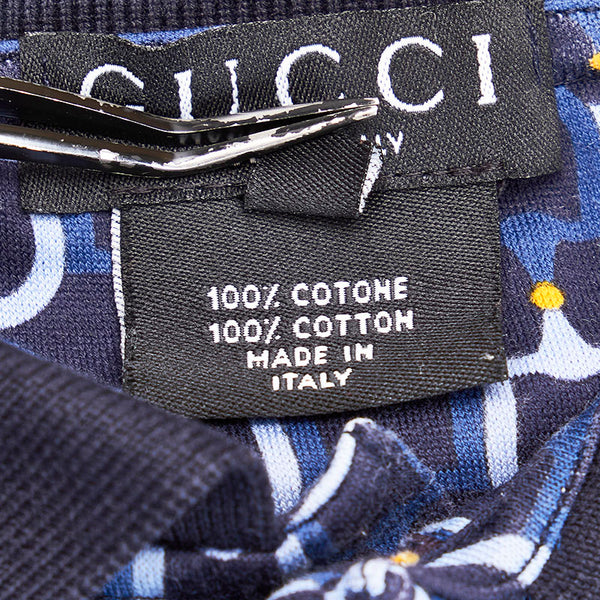 GUCCI
100% COTONE
100% COTTON
MADE IN
ITALY